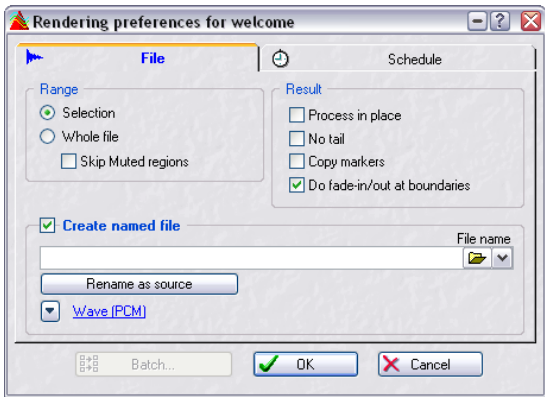 Rendering preferences for welcome
File
Schedule
Range
Selection
Whole file
Skip Muted regions
Result
Process in place
No tail
Copy markers
Do fade-in/out at boundaries
Create named file
File name
Rename as source
Wave (PCM)
Batch...
OK
Cancel